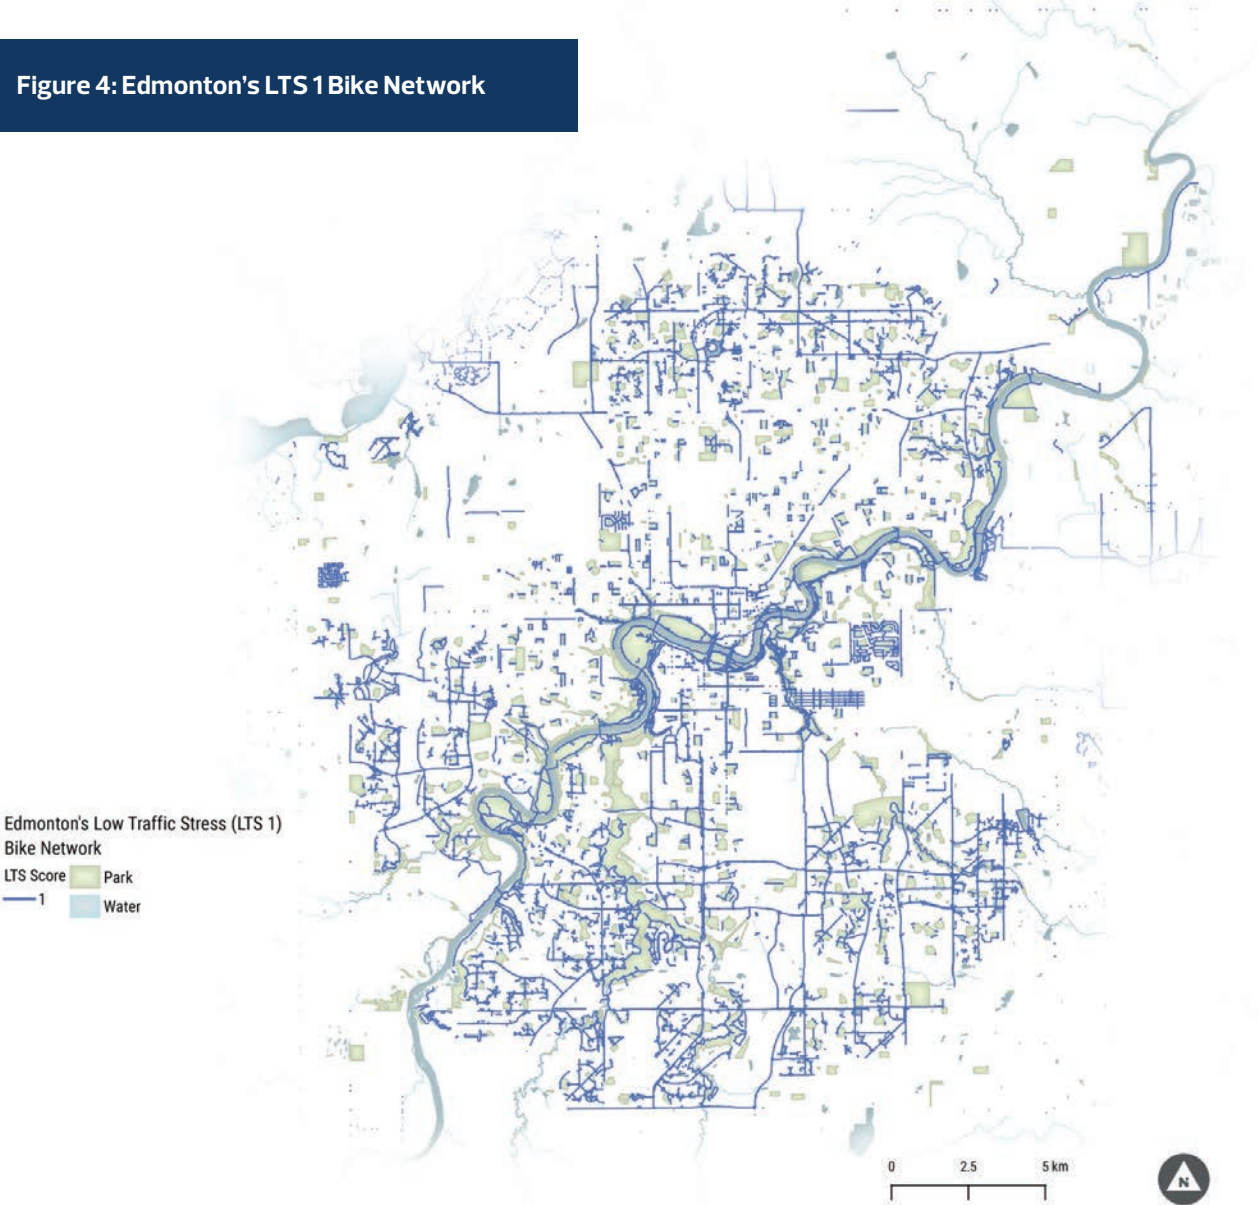 Figure 4: Edmonton's LTS 1 Bike Network
Edmonton's Low Traffic Stress (LTS 1)
Bike Network
LTS Score
Park
1
Water
0 2.5 5 km
N